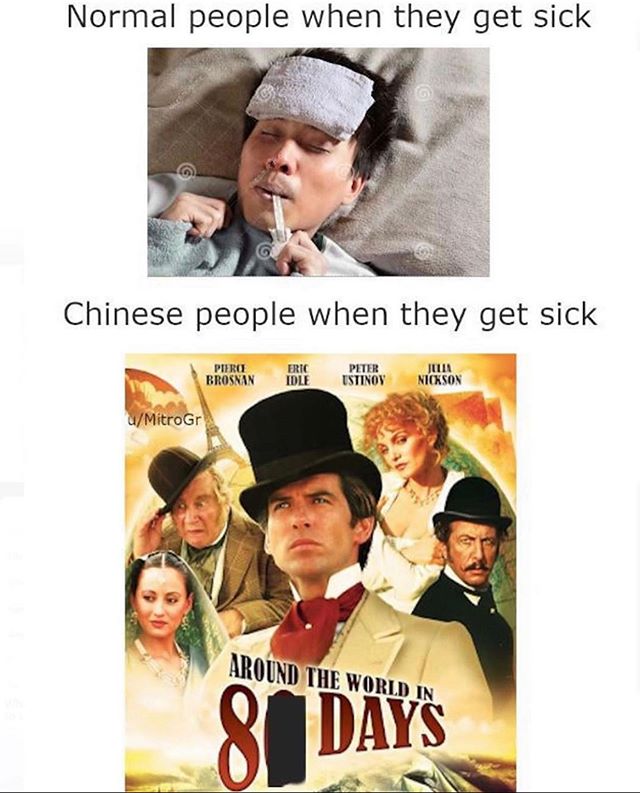 Normal people when they get sick
Chinese people when they get sick
PIERCE BROSNAN
ERIC IDLE
PETER USTINOV
JULIA NICKSON
u/MitroGr
AROUND THE WORLD IN
8 DAYS